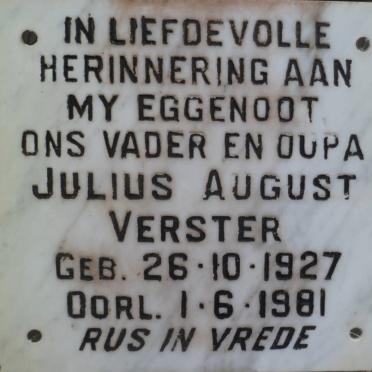 IN LIEFDEVOLLE
HERINNERING AAN
MY EGGENOOT
ONS VADER EN OUPA
JULIUS AUGUST
VERSTER
GEB. 26·10·1927
OORL. 1·6·1981
RUS IN VREDE